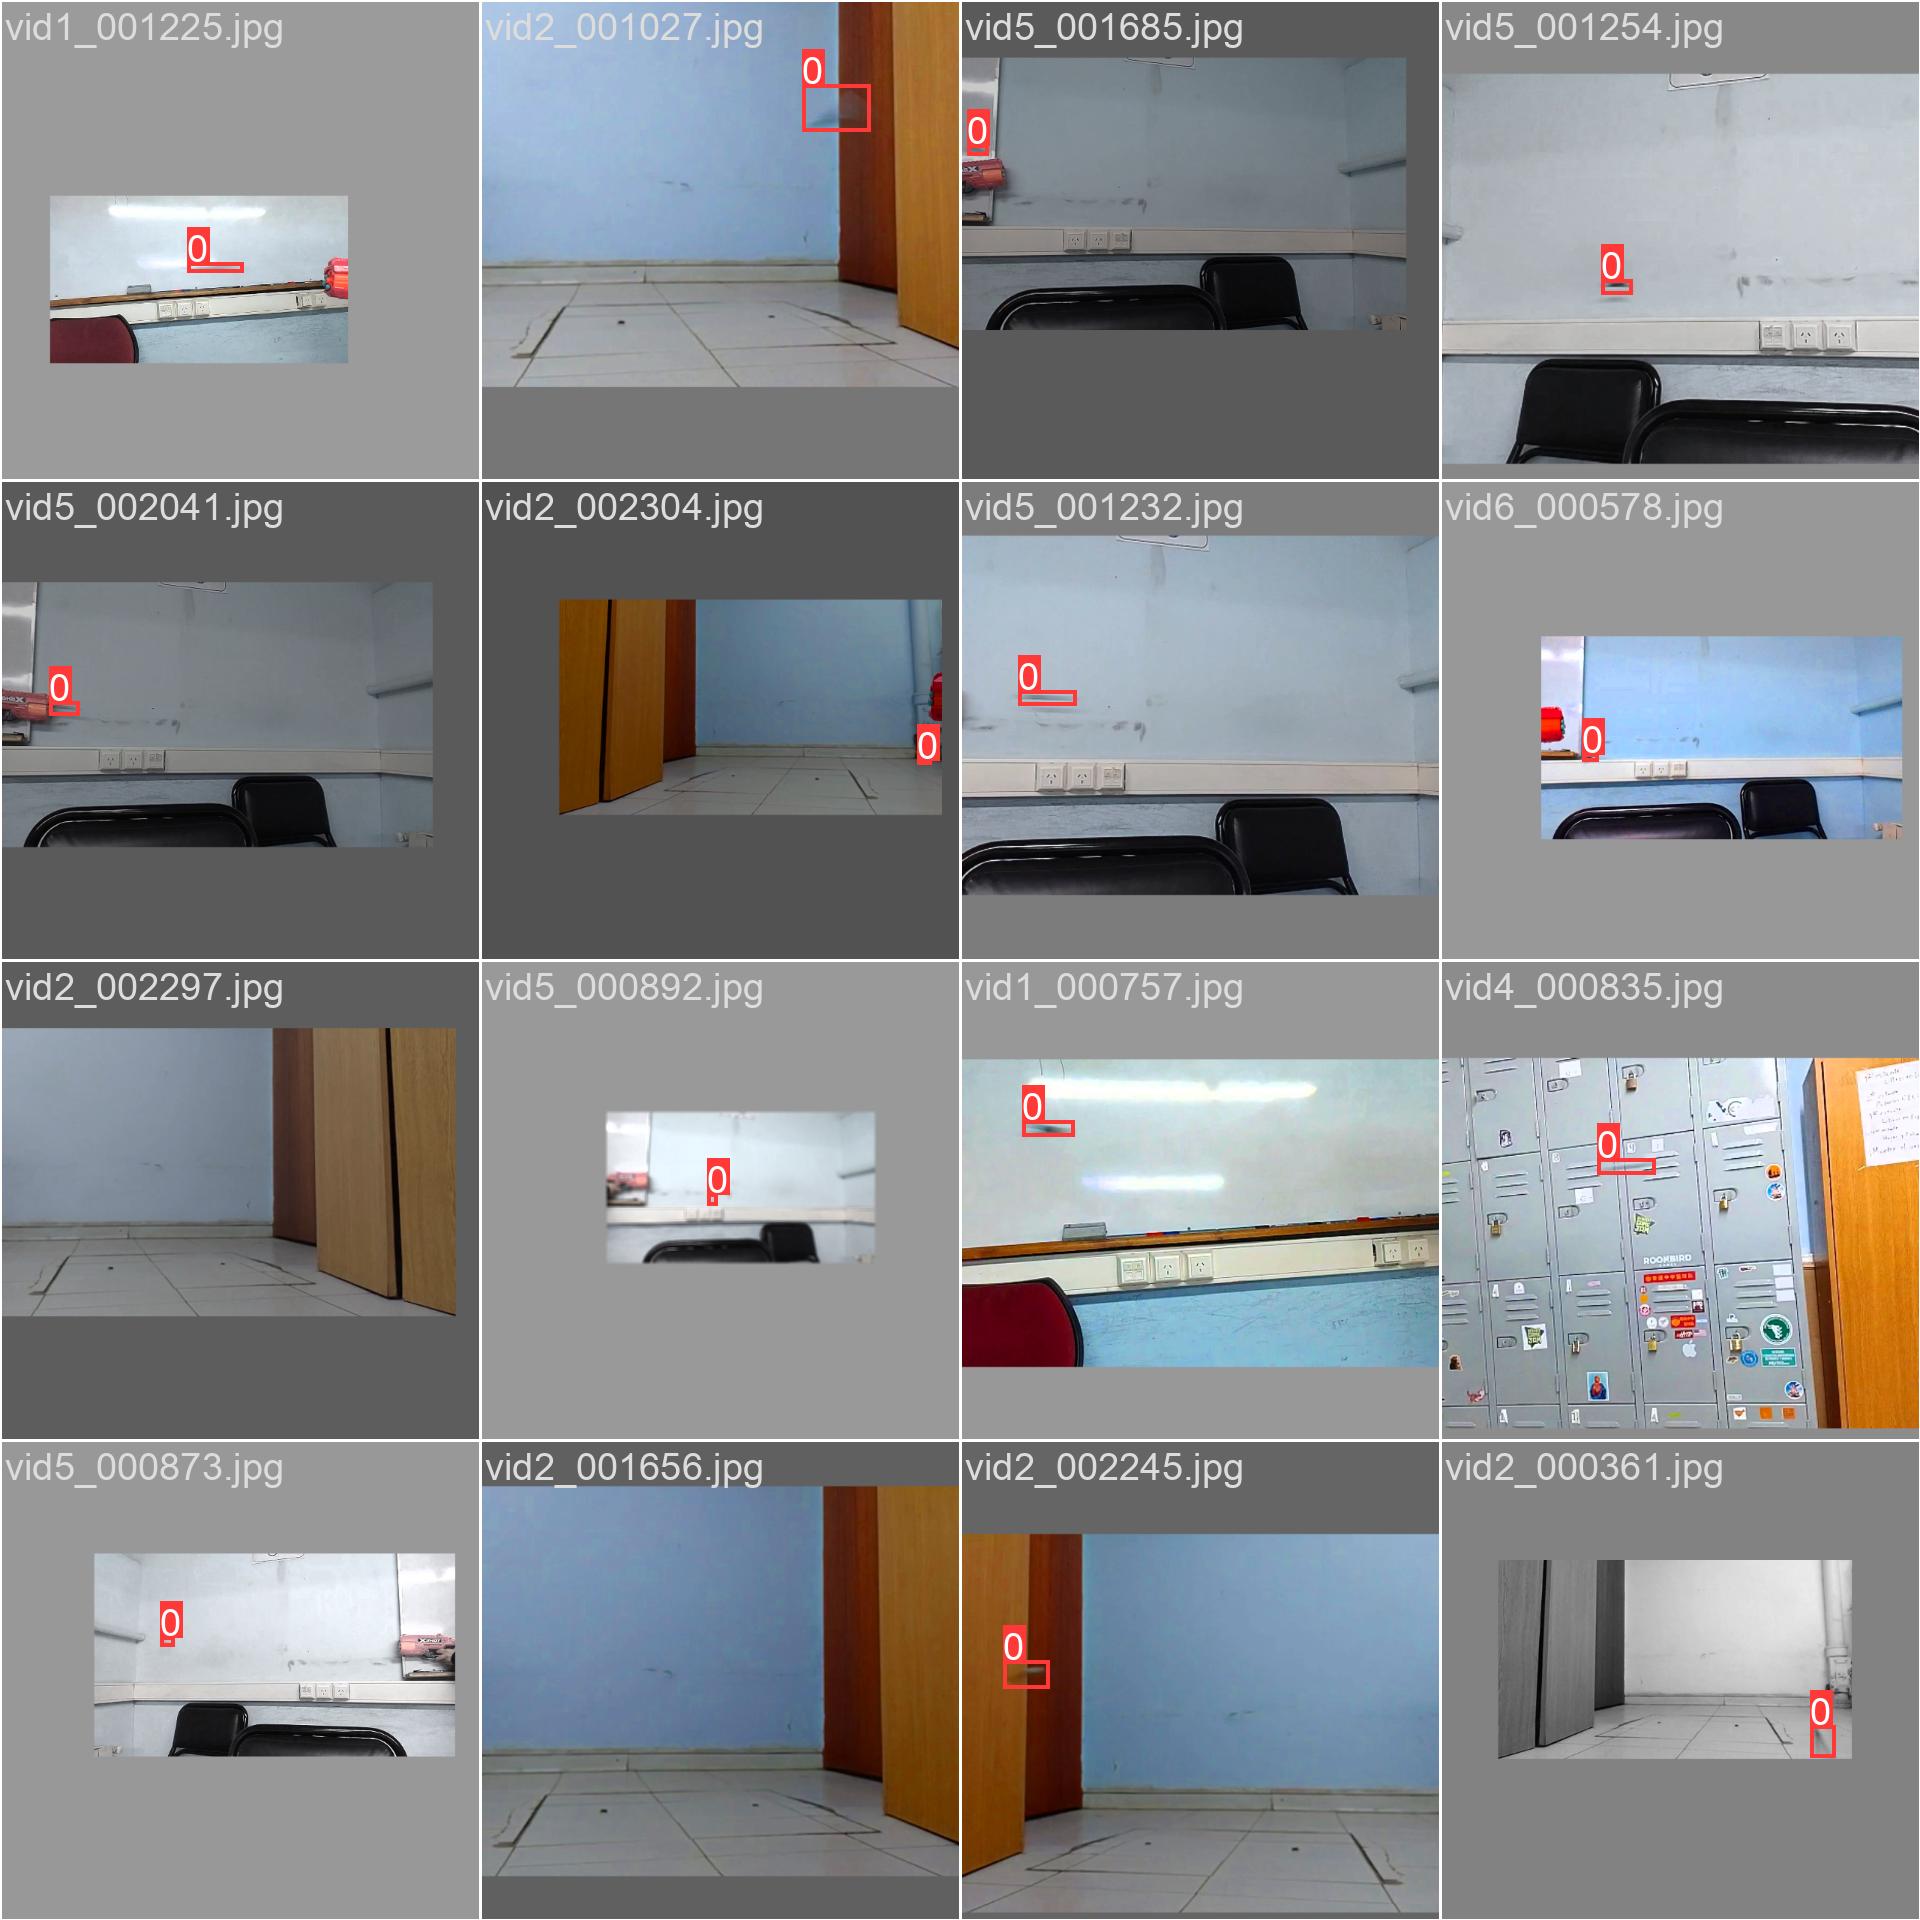 vid1_001225.jpg
vid2_001027.jpg
vid5_001685.jpg
vid5_001254.jpg
0
0
0
0
vid5_002041.jpg
vid2_002304.jpg
vid5_001232.jpg
vid6_000578.jpg
0
0
0
0
vid2_002297.jpg
vid5_000892.jpg
vid1_000757.jpg
vid4_000835.jpg
0
0
0
ROOKBIRD
vid5_000873.jpg
vid2_001656.jpg
vid2_002245.jpg
vid2_000361.jpg
0
0
0